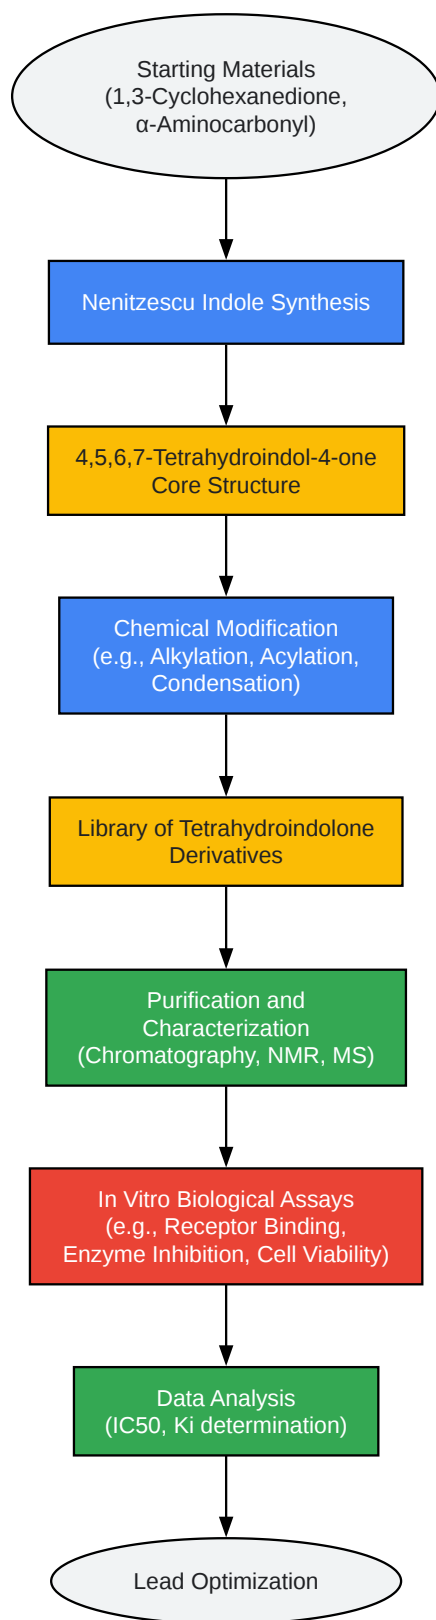 Starting Materials
(1,3-Cyclohexanedione,
α-Aminocarbonyl)
Nenitzescu Indole Synthesis
4,5,6,7-Tetrahydroindol-4-one
Core Structure
Chemical Modification
(e.g., Alkylation, Acylation,
Condensation)
Library of Tetrahydroindolone
Derivatives
Purification and
Characterization
(Chromatography, NMR, MS)
In Vitro Biological Assays
(e.g., Receptor Binding,
Enzyme Inhibition, Cell Viability)
Data Analysis
(IC50, Ki determination)
Lead Optimization